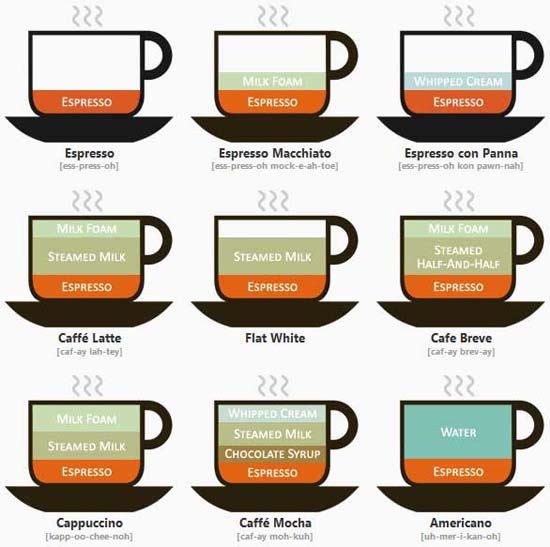 Espresso
Espresso
[ess-press-oh]
Milk Foam
Espresso
Espresso Macchiato
[ess-press-oh mock-e-ah-toe]
Whipped Cream
Espresso
Espresso con Panna
[ess-press-oh kon pawn-nah]
Milk Foam
Steamed Milk
Espresso
Caffé Latte
[caf-ay lah-tey]
Steamed Milk
Espresso
Flat White
Milk Foam
Steamed
Half-And-Half
Espresso
Cafe Breve
[caf-ay brev-ay]
Milk Foam
Steamed Milk
Espresso
Cappuccino
[kapp-oo-chee-noh]
Whipped Cream
Steamed Milk
Chocolate Syrup
Espresso
Caffé Mocha
[caf-ay moh-kuh]
Water
Espresso
Americano
[uh-mer-i-kan-oh]